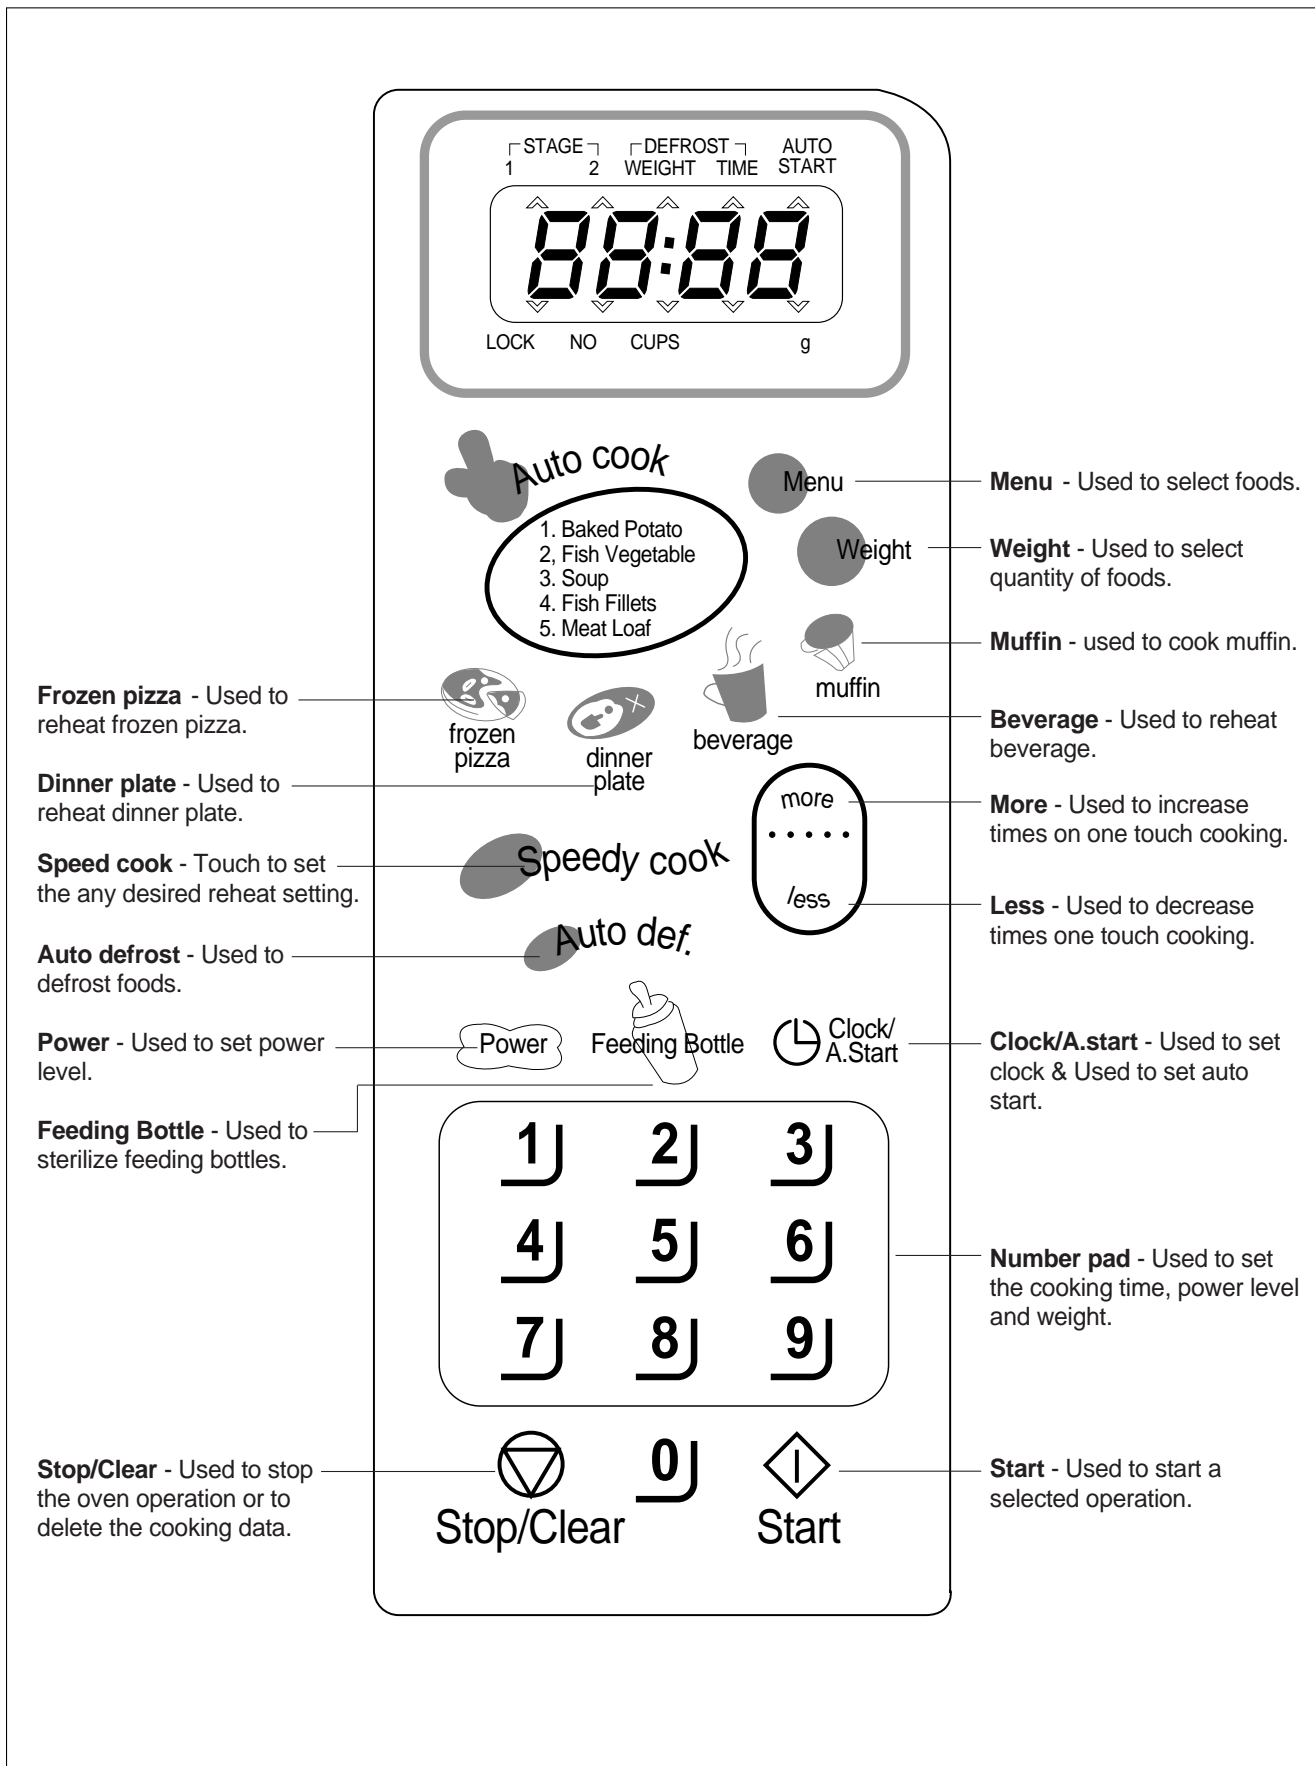 STAGE DEFROST AUTO
1 2 WEIGHT TIME START
88:88
LOCK NO CUPS g
Auto cook
1. Baked Potato
2, Fish Vegetable
3. Soup
4. Fish Fillets
5. Meat Loaf
Menu
Weight
muffin
frozen
pizza
dinner
plate
beverage
more
less
Speedy cook
Auto def.
Power
Feeding Bottle
Clock/
A.Start
1 2 3
4 5 6
7 8 9
0
Stop/Clear
Start
Frozen pizza - Used to
reheat frozen pizza.
Dinner plate - Used to
reheat dinner plate.
Speed cook - Touch to set
the any desired reheat setting.
Auto defrost - Used to
defrost foods.
Power - Used to set power
level.
Feeding Bottle - Used to
sterilize feeding bottles.
Stop/Clear - Used to stop
the oven operation or to
delete the cooking data.
Menu - Used to select foods.
Weight - Used to select
quantity of foods.
Muffin - used to cook muffin.
Beverage - Used to reheat
beverage.
More - Used to increase
times on one touch cooking.
Less - Used to decrease
times one touch cooking.
Clock/A.start - Used to set
clock & Used to set auto
start.
Number pad - Used to set
the cooking time, power level
and weight.
Start - Used to start a
selected operation.